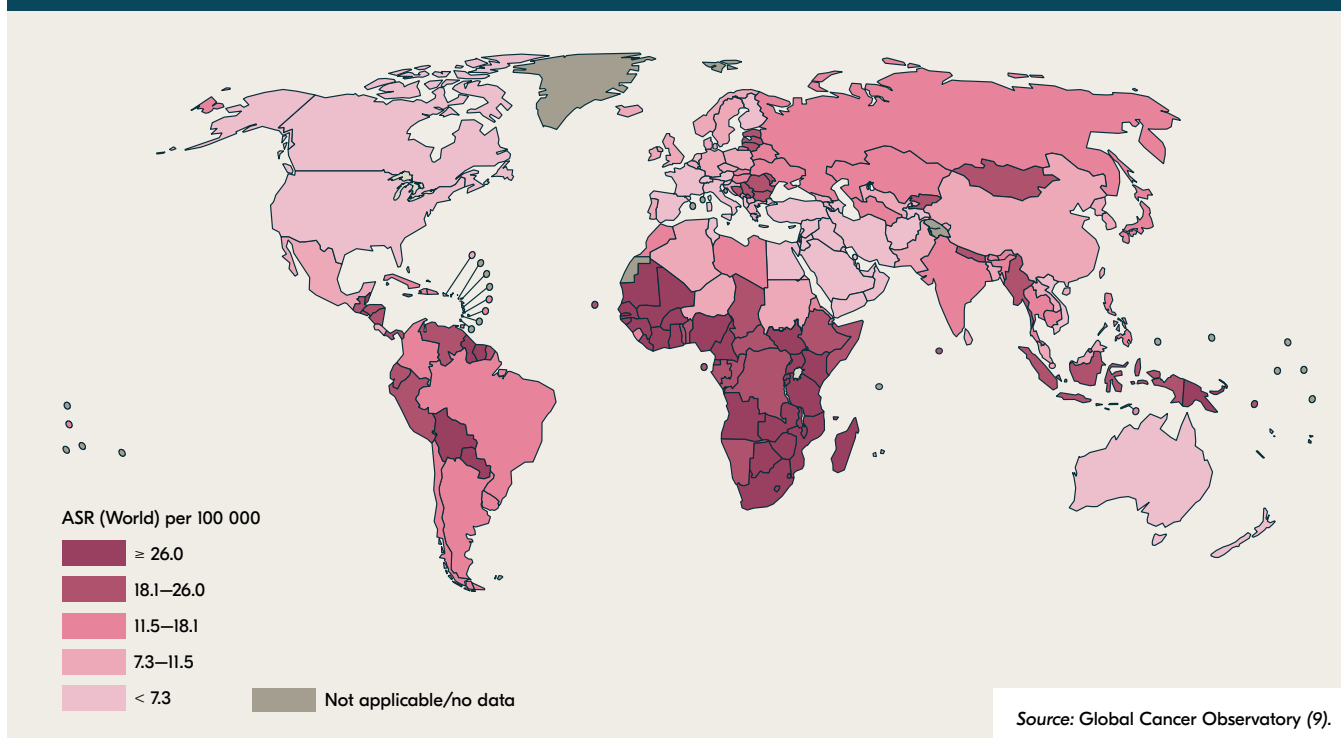 ASR (World) per 100 000
≥ 26.0
18.1–26.0
11.5–18.1
7.3–11.5
< 7.3
Not applicable/no data
Source: Global Cancer Observatory (9).